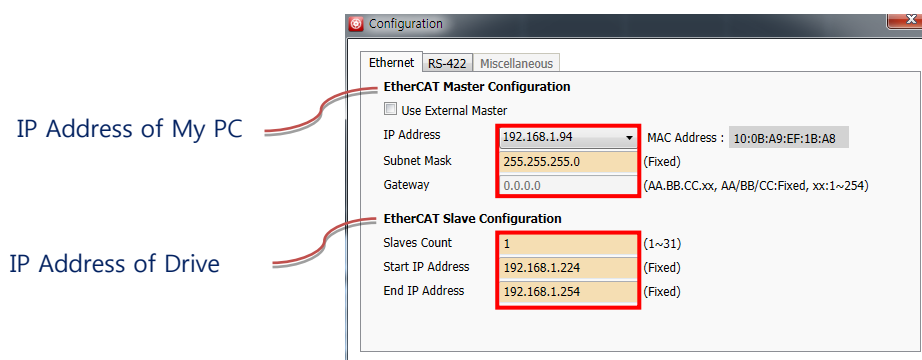 Configuration
Ethernet RS-422 Miscellaneous
EtherCAT Master Configuration
Use External Master
IP Address of My PC
IP Address 192.168.1.94 MAC Address : 10:0B:A9:EF:1B:A8
Subnet Mask 255.255.255.0 (Fixed)
Gateway 0.0.0.0 (AA.BB.CC.xx, AA/BB/CC:Fixed, xx:1~254)
EtherCAT Slave Configuration
Slaves Count 1 (1~31)
IP Address of Drive
Start IP Address 192.168.1.224 (Fixed)
End IP Address 192.168.1.254 (Fixed)